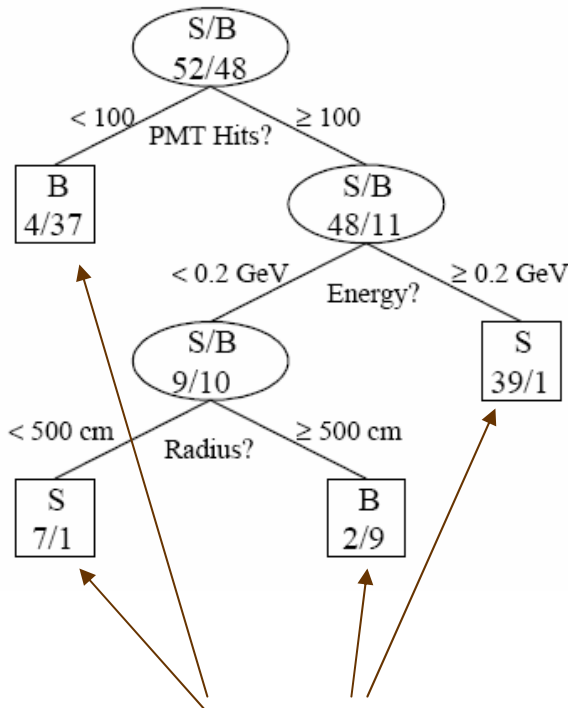 S/B
52/48
< 100
PMT Hits?
≥ 100
B
4/37
S/B
48/11
< 0.2 GeV
Energy?
≥ 0.2 GeV
S/B
9/10
S
39/1
< 500 cm
Radius?
≥ 500 cm
S
7/1
B
2/9